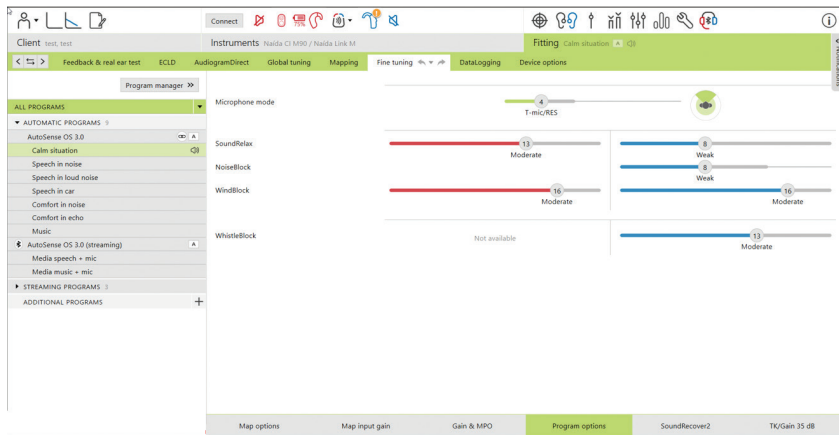 Connect
75%
1
Client test, test
Instruments Naída CI M90 / Naída Link M
Fitting Calm situation A
Feedback & real ear test ECLD AudiogramDirect Global tuning Mapping Fine tuning DataLogging Device options
Program manager >>
ALL PROGRAMS
AUTOMATIC PROGRAMS 9
AutoSense OS 3.0 A
Calm situation
Speech in noise
Speech in loud noise
Speech in car
Comfort in noise
Comfort in echo
Music
AutoSense OS 3.0 (streaming) A
Media speech + mic
Media music + mic
STREAMING PROGRAMS 3
ADDITIONAL PROGRAMS +
Microphone mode
4
T-mic/RES
SoundRelax
13
Moderate
8
Weak
NoiseBlock
8
Weak
WindBlock
16
Moderate
16
Moderate
WhistleBlock
Not available
13
Moderate
Map options Map input gain Gain & MPO Program options SoundRecover2 TK/Gain 35 dB